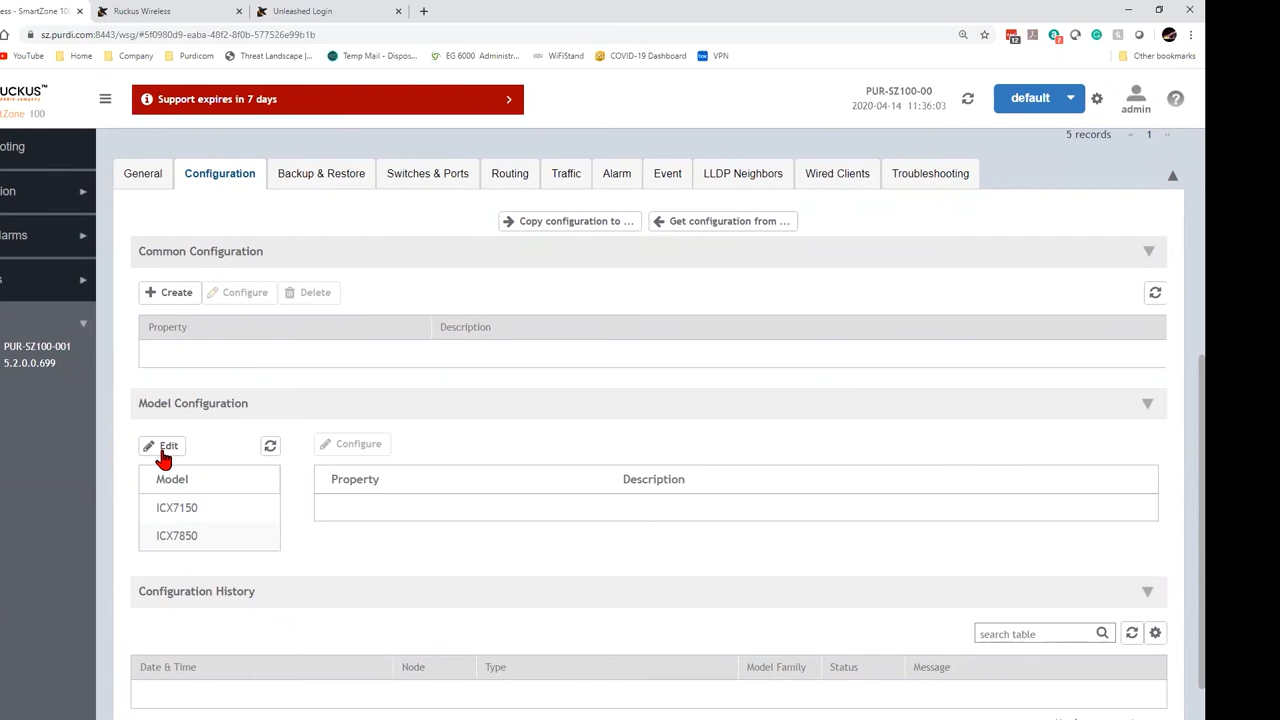 ess - SmartZone 100 ×
Ruckus Wireless ×
Unleashed Login ×
sz.purdi.com:8443/wsg/#5f0980d9-eaba-48f2-8f0b-577526e99b1b
12
7
YouTube
Home
Company
Purdicom
Threat Landscape |...
Temp Mail - Dispos...
EG 6000 Administr...
WiFiStand
COVID-19 Dashboard
VPN
Other bookmarks
RUCKUS™
rtZone 100
Support expires in 7 days
PUR-SZ100-00
2020-04-14 | 11:36:03
default
admin
oting
ion
larms
s
PUR-SZ100-001
5.2.0.0.699
5 records « 1 »
General
Configuration
Backup & Restore
Switches & Ports
Routing
Traffic
Alarm
Event
LLDP Neighbors
Wired Clients
Troubleshooting
Copy configuration to ...
Get configuration from ...
Common Configuration
Create
Configure
Delete
Property
Description
Model Configuration
Edit
Configure
Model
ICX7150
ICX7850
Property
Description
Configuration History
search table
Date & Time
Node
Type
Model Family
Status
Message